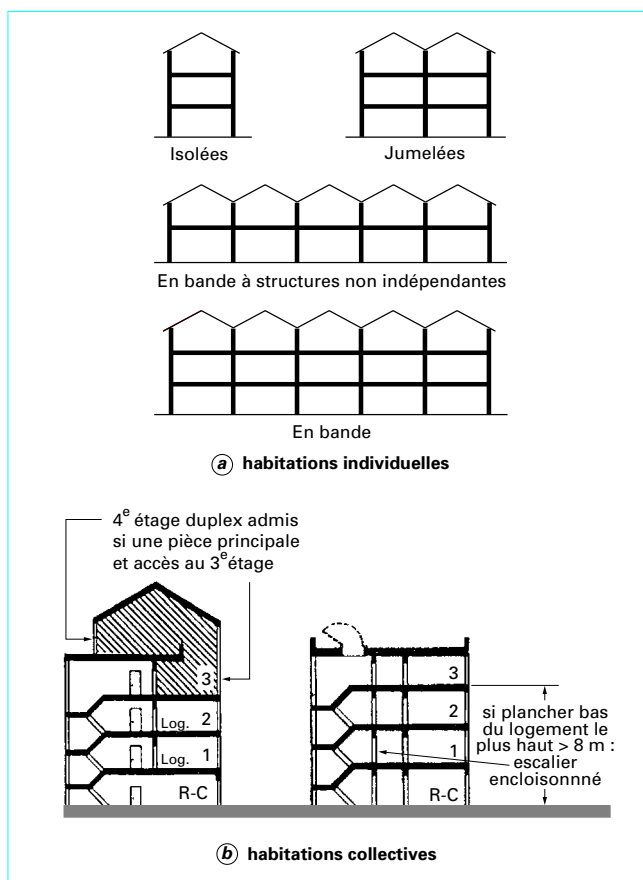 Isolées
Jumelées
En bande à structures non indépendantes
En bande
a habitations individuelles
4e étage duplex admis
si une pièce principale
et accès au 3e étage
3
Log. 2
Log. 1
R-C
3
2
1
R-C
si plancher bas
du logement le
plus haut > 8 m :
escalier
encloisonnné
b habitations collectives